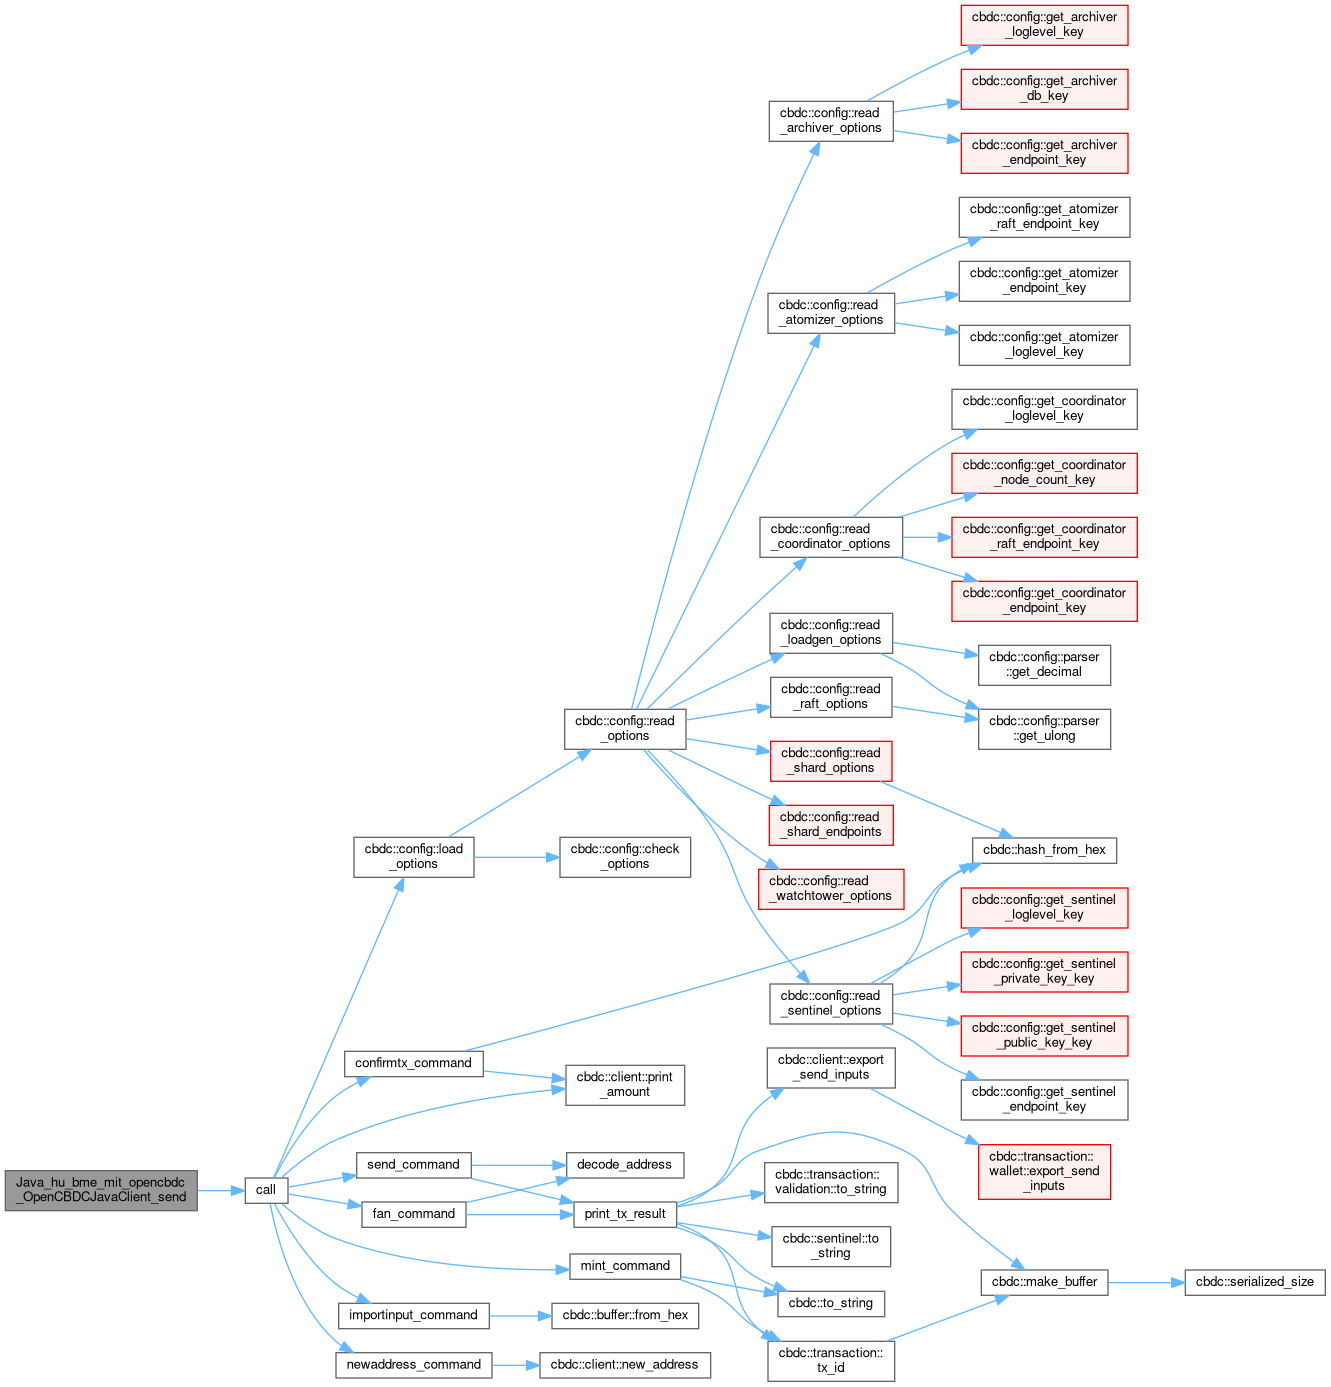 cbdc::config::get_archiver
_loglevel_key
cbdc::config::get_archiver
_db_key
cbdc::config::read
_archiver_options
cbdc::config::get_archiver
_endpoint_key
cbdc::config::get_atomizer
_raft_endpoint_key
cbdc::config::get_atomizer
_endpoint_key
cbdc::config::read
_atomizer_options
cbdc::config::get_atomizer
_loglevel_key
cbdc::config::get_coordinator
_loglevel_key
cbdc::config::get_coordinator
_node_count_key
cbdc::config::read
_coordinator_options
cbdc::config::get_coordinator
_raft_endpoint_key
cbdc::config::get_coordinator
_endpoint_key
cbdc::config::read
_loadgen_options
cbdc::config::parser
::get_decimal
cbdc::config::read
_raft_options
cbdc::config::read
_options
cbdc::config::parser
::get_ulong
cbdc::config::read
_shard_options
cbdc::config::read
_shard_endpoints
cbdc::config::load
_options
cbdc::config::check
_options
cbdc::hash_from_hex
cbdc::config::read
_watchtower_options
cbdc::config::get_sentinel
_loglevel_key
cbdc::config::get_sentinel
_private_key_key
cbdc::config::read
_sentinel_options
cbdc::config::get_sentinel
_public_key_key
confirmtx_command
cbdc::client::print
_amount
cbdc::client::export
_send_inputs
cbdc::config::get_sentinel
_endpoint_key
Java_hu_bme_mit_opencbdc
_OpenCBDCJavaClient_send
call
send_command
decode_address
cbdc::transaction::
validation::to_string
cbdc::transaction::
wallet::export_send
_inputs
fan_command
print_tx_result
cbdc::sentinel::to
_string
mint_command
cbdc::make_buffer
cbdc::serialized_size
importinput_command
cbdc::buffer::from_hex
cbdc::to_string
newaddress_command
cbdc::client::new_address
cbdc::transaction::
tx_id